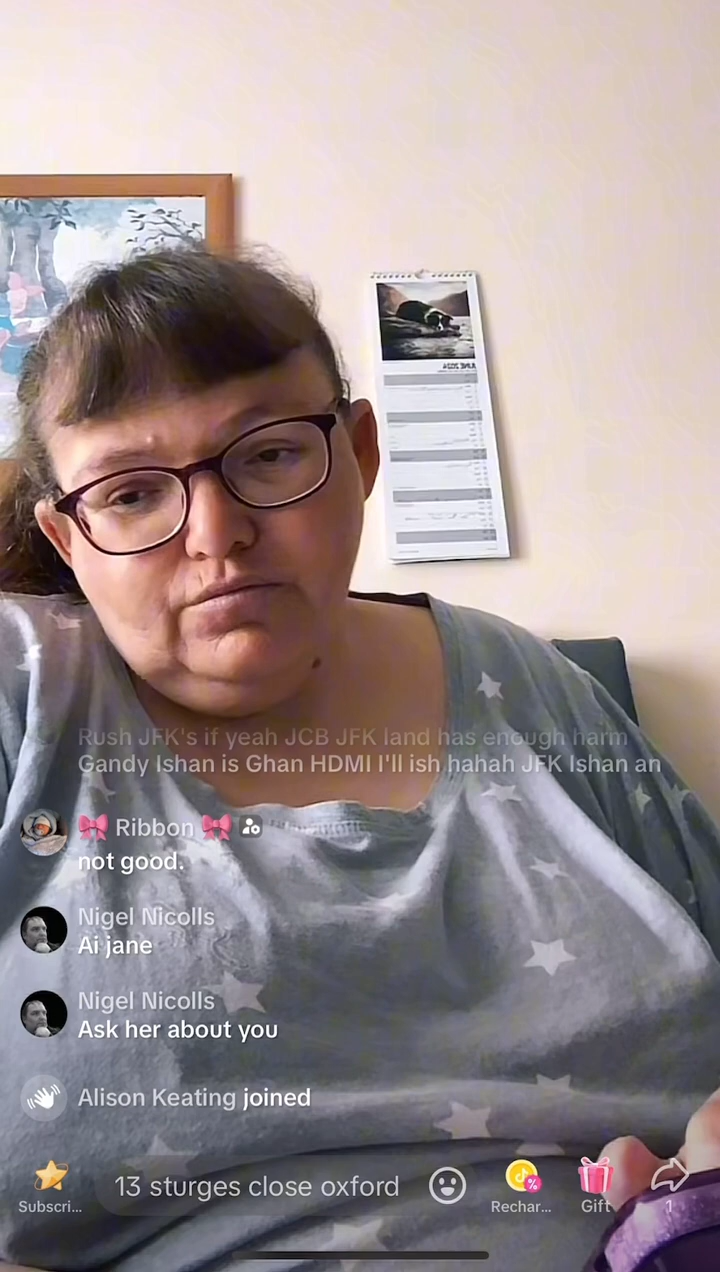 JUNE 2024
Rush JFK's if yeah JCB JFK land has enough harm
Gandy Ishan is Ghan HDMI I'll ish hahah JFK Ishan an
🎀 Ribbon 🎀
not good.
Nigel Nicolls
Ai jane
Nigel Nicolls
Ask her about you
Alison Keating joined
13 sturges close oxford
Subscri...
Rechar...
Gift
1